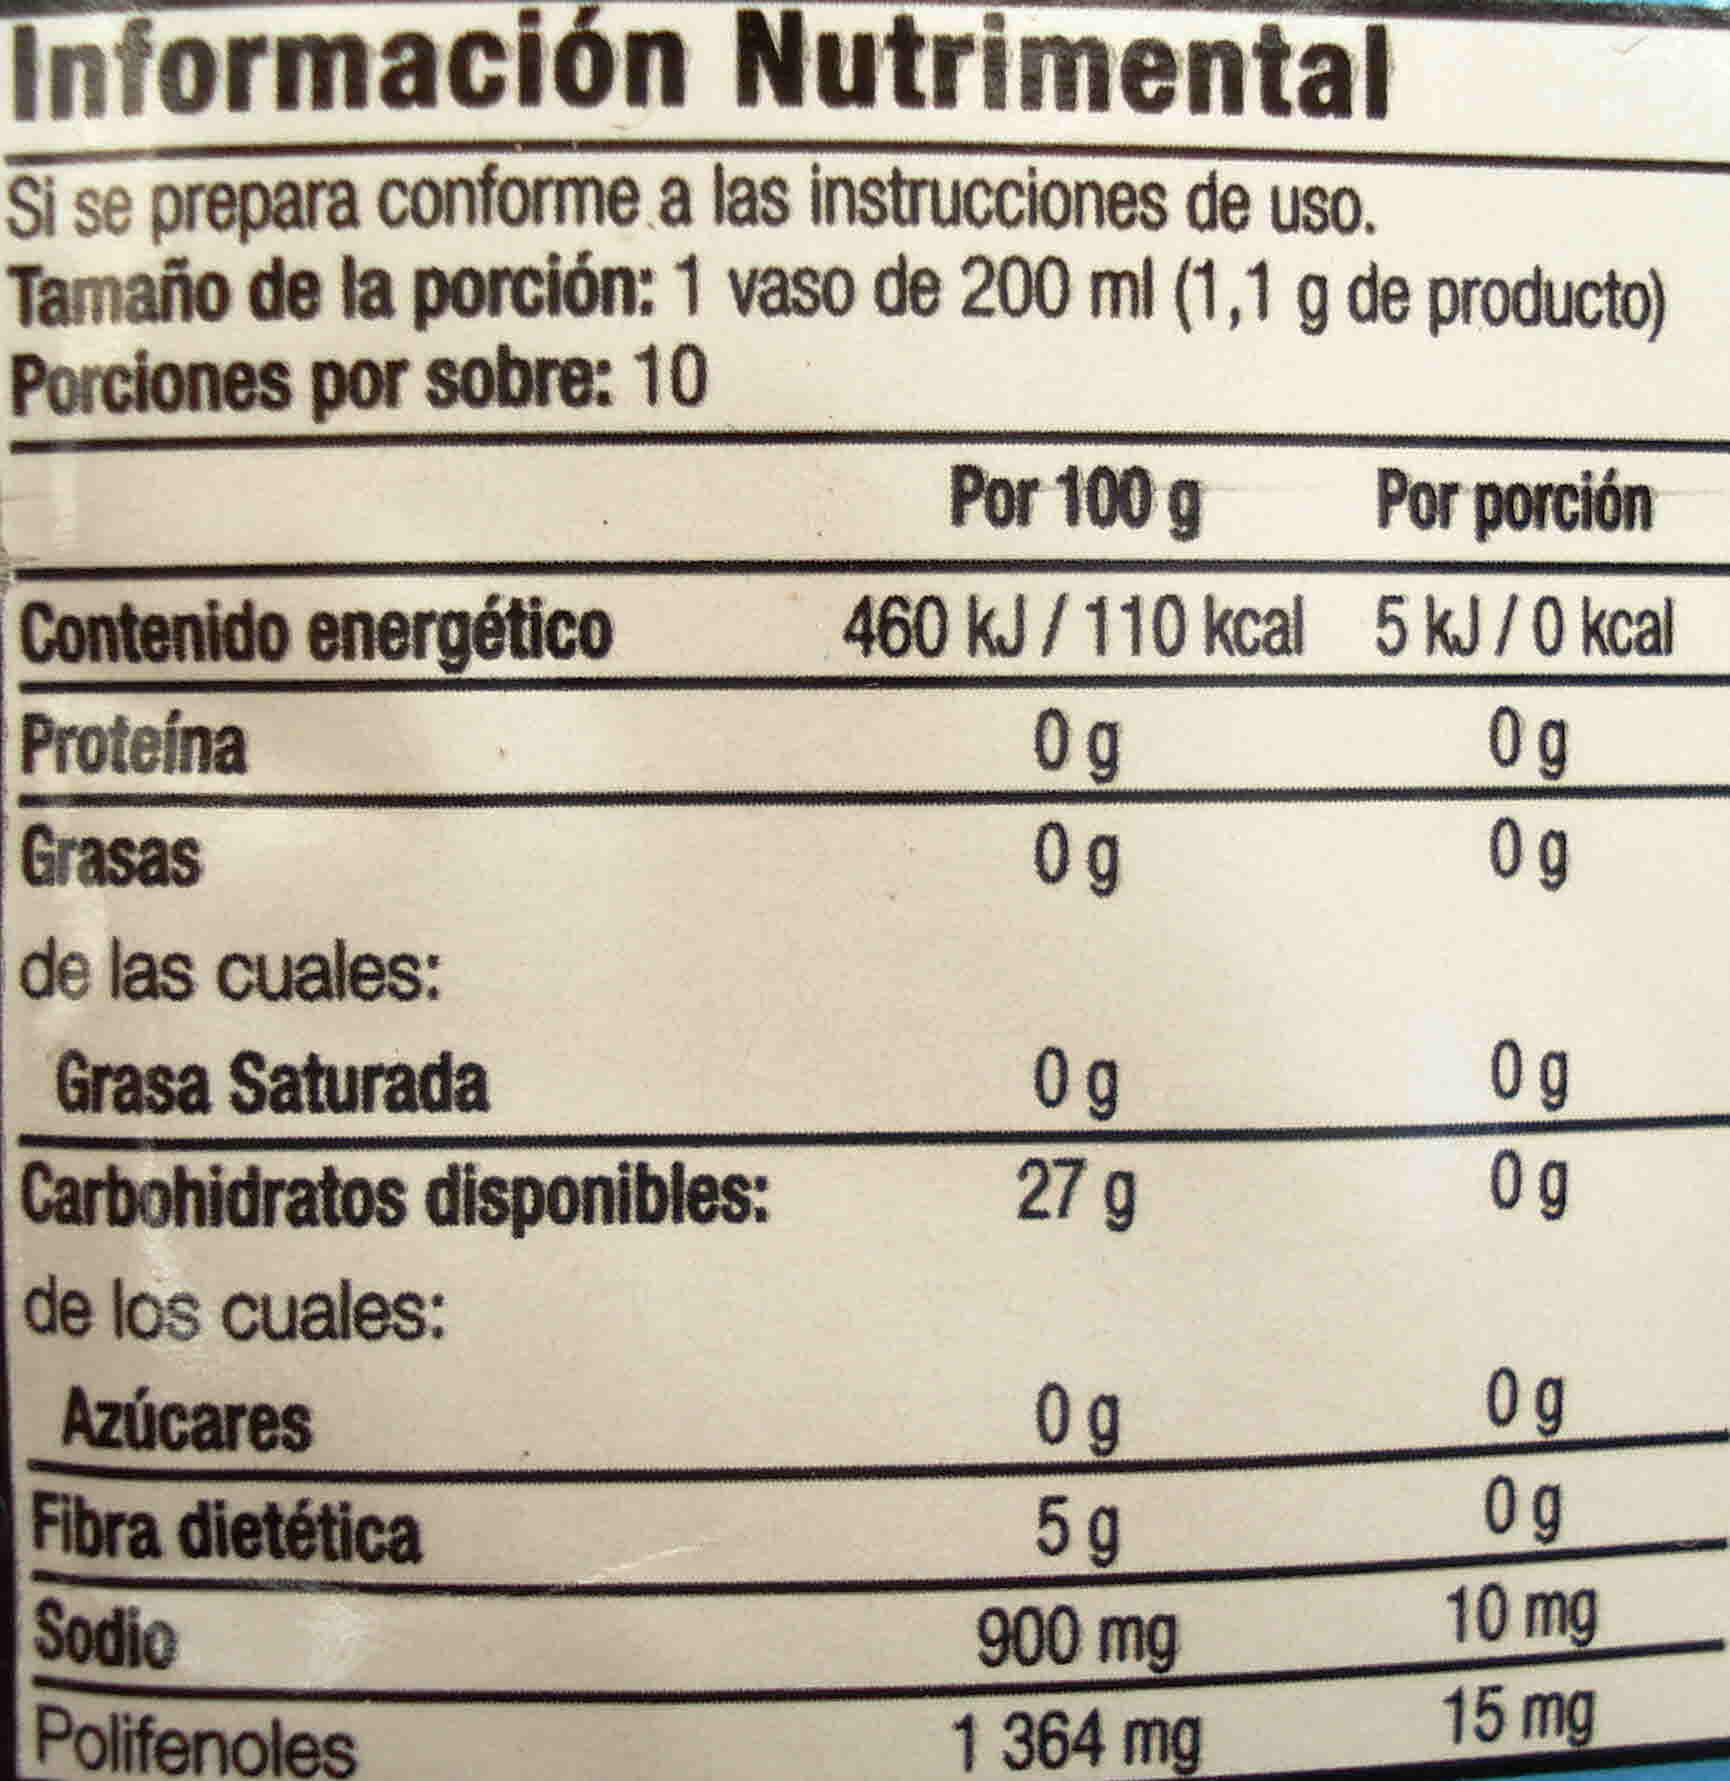 Información Nutrimental
Si se prepara conforme a las instrucciones de uso.
Tamaño de la porción: 1 vaso de 200 ml (1,1 g de producto)
Porciones por sobre: 10
Por 100 g Por porción
Contenido energético 460 kJ / 110 kcal 5 kJ / 0 kcal
Proteína 0 g 0 g
Grasas 0 g 0 g
de las cuales:
Grasa Saturada 0 g 0 g
Carbohidratos disponibles: 27 g 0 g
de los cuales:
Azúcares 0 g 0 g
Fibra dietética 5 g 0 g
Sodio 900 mg 10 mg
Polifenoles 1 364 mg 15 mg